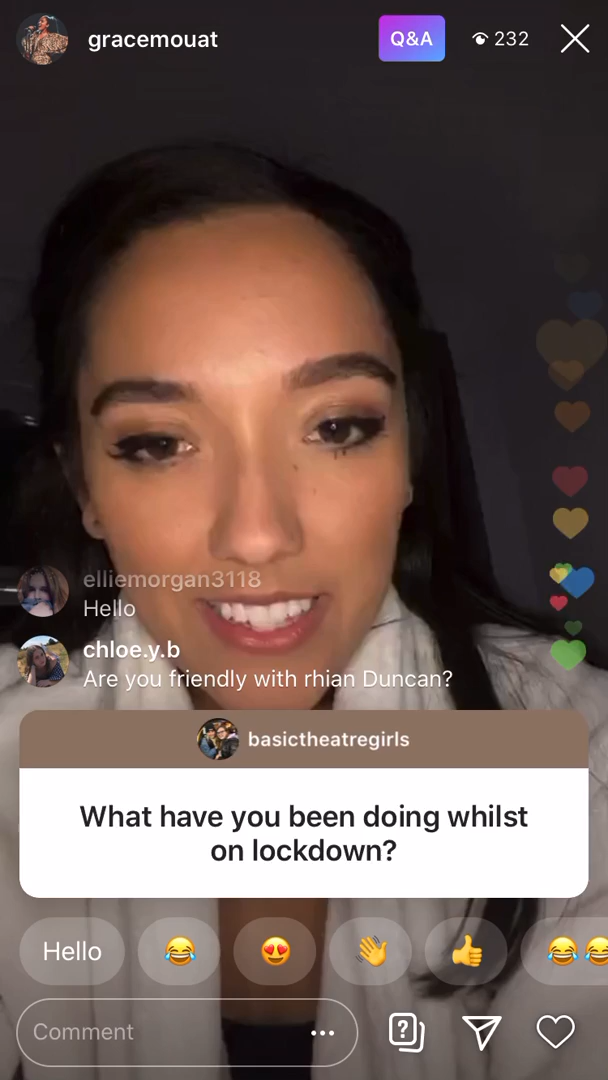 gracemouat
Q&A
232
elliemorgan3118
Hello
chloe.y.b
Are you friendly with rhian Duncan?
basictheatregirls
What have you been doing whilst
on lockdown?
Hello
Comment